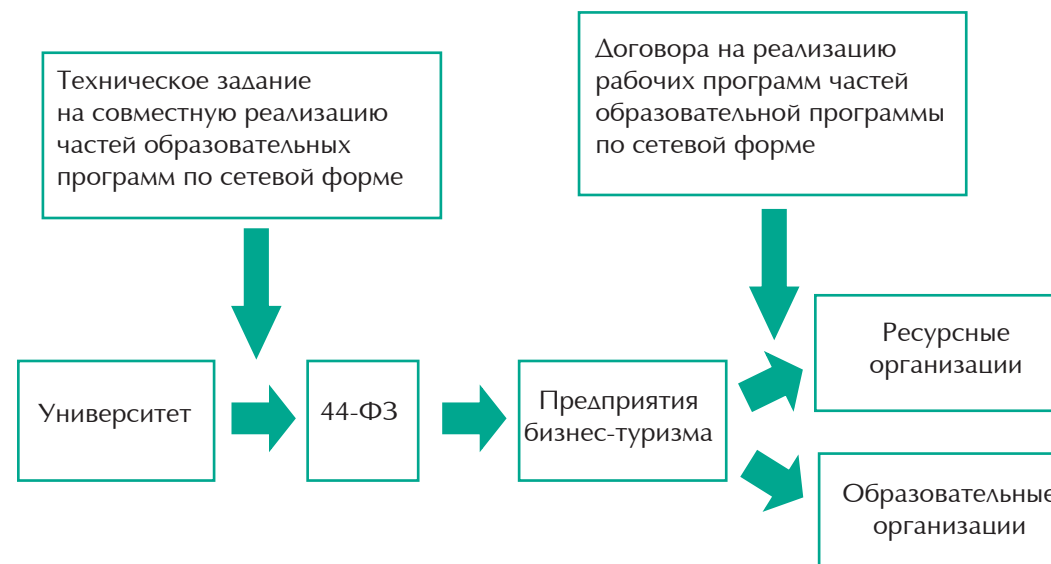 Техническое задание
на совместную реализацию
частей образовательных
программ по сетевой форме
Договора на реализацию
рабочих программ частей
образовательной программы
по сетевой форме
Университет
44-ФЗ
Предприятия
бизнес-туризма
Ресурсные
организации
Образовательные
организации